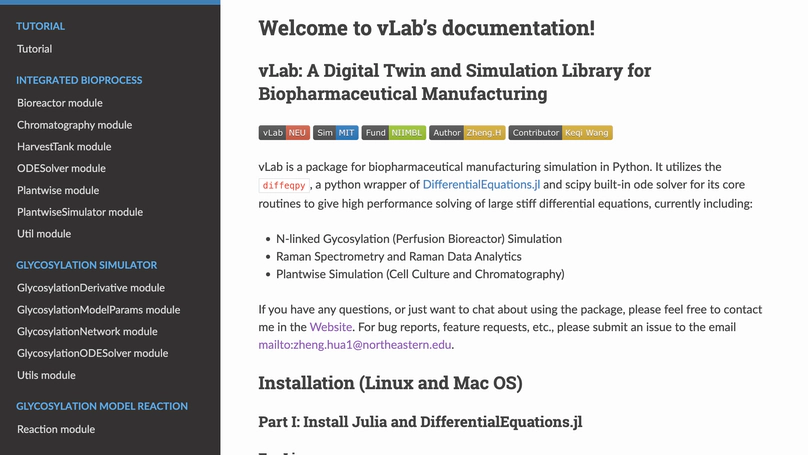 TUTORIAL
Tutorial
INTEGRATED BIOPROCESS
Bioreactor module
Chromatography module
HarvestTank module
ODESolver module
Plantwise module
PlantwiseSimulator module
Util module
GLYCOSYLATION SIMULATOR
GlycosylationDerivative module
GlycosylationModelParams module
GlycosylationNetwork module
GlycosylationODESolver module
Utils module
GLYCOSYLATION MODEL REACTION
Reaction module
Welcome to vLab’s documentation!
vLab: A Digital Twin and Simulation Library for
Biopharmaceutical Manufacturing
vLab NEU Sim MIT Fund NIIMBL Author Zheng.H Contributor Keqi Wang
vLab is a package for biopharmaceutical manufacturing simulation in Python. It utilizes the
diffeqpy , a python wrapper of DifferentialEquations.jl and scipy built-in ode solver for its core
routines to give high performance solving of large stiff differential equations, currently including:
• N-linked Gycosylation (Perfusion Bioreactor) Simulation
• Raman Spectrometry and Raman Data Analytics
• Plantwise Simulation (Cell Culture and Chromatography)
If you have any questions, or just want to chat about using the package, please feel free to contact
me in the Website. For bug reports, feature requests, etc., please submit an issue to the email
mailto:zheng.hua1@northeastern.edu.
Installation (Linux and Mac OS)
Part I: Install Julia and DifferentialEquations.jl